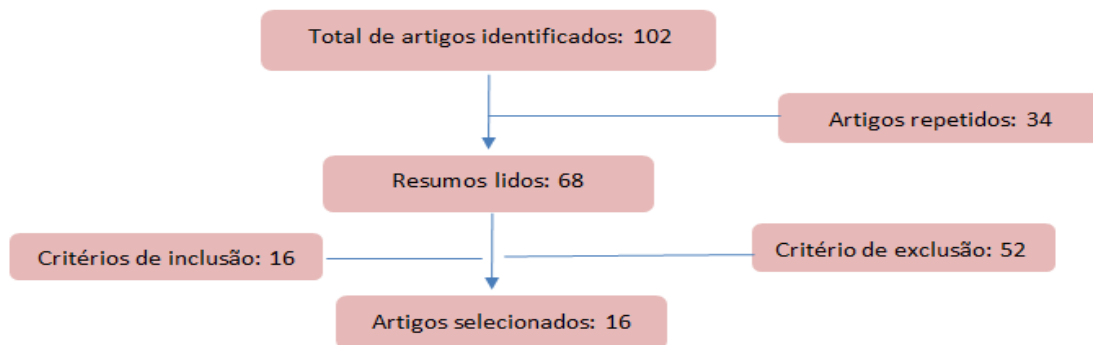 Total de artigos identificados: 102
Artigos repetidos: 34
Resumos lidos: 68
Critérios de inclusão: 16
Critério de exclusão: 52
Artigos selecionados: 16